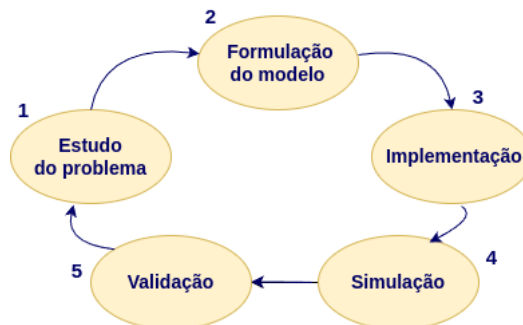 1
Estudo
do problema
2
Formulação
do modelo
3
Implementação
4
Simulação
5
Validação